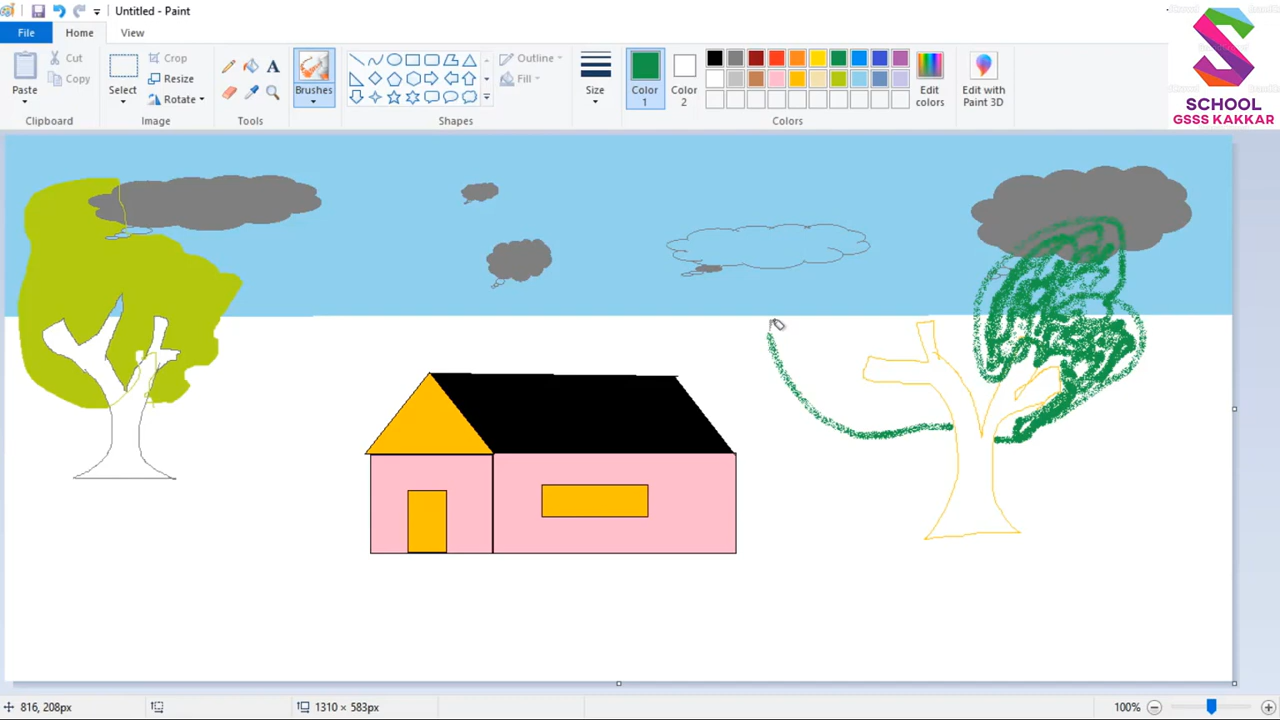 Untitled - Paint
File Home View
Cut
Copy
Paste
Clipboard
Select
Crop
Resize
Rotate
Image
A
Tools
Brushes
Outline
Fill
Shapes
Size
Color 1
Color 2
Edit colors
Colors
Edit with Paint 3D
SCHOOL
GSSS KAKKAR
816, 208px
1310 × 583px
100%